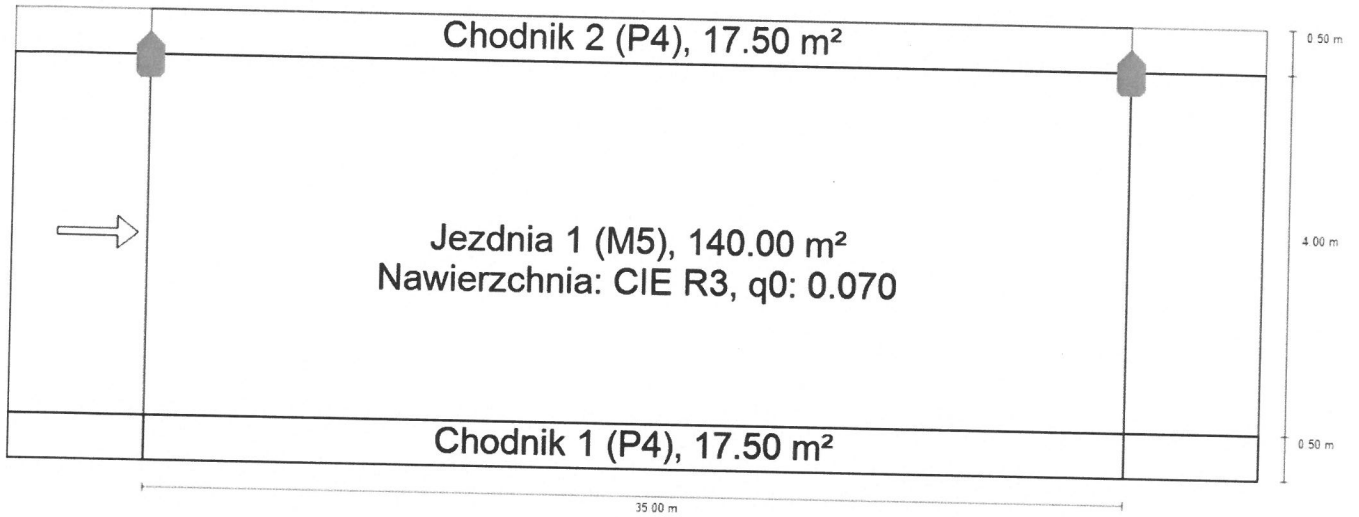 Chodnik 2 (P4), 17.50 m²
0 50 m
Jezdnia 1 (M5), 140.00 m²
4 00 m
Nawierzchnia: CIE R3, q0: 0.070
Chodnik 1 (P4), 17.50 m²
0 50 m
35 00 m